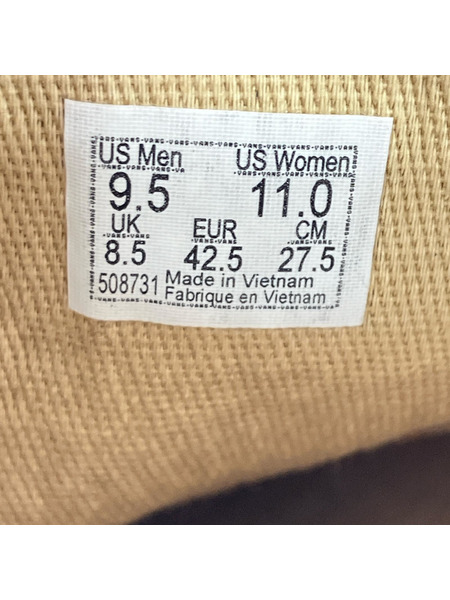 US Men US Women
9.5 11.0
UK EUR CM
8.5 42.5 27.5
508731 Made in Vietnam
Fabrique en Vietnam